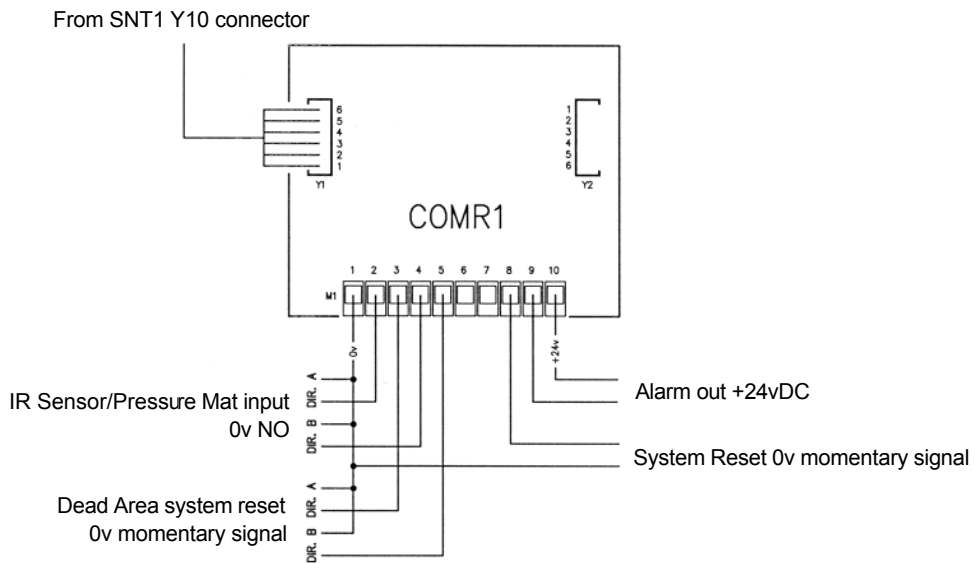 From SNT1 Y10 connector
6
5
4
3
2
1
Y1
1
2
3
4
5
6
Y2
COMR1
1 2 3 4 5 6 7 8 9 10
M1
0v
+24v
IR Sensor/Pressure Mat input
0v NO
DIR. A
DIR. B
Alarm out +24vDC
System Reset 0v momentary signal
Dead Area system reset
0v momentary signal
DIR. A
DIR. B